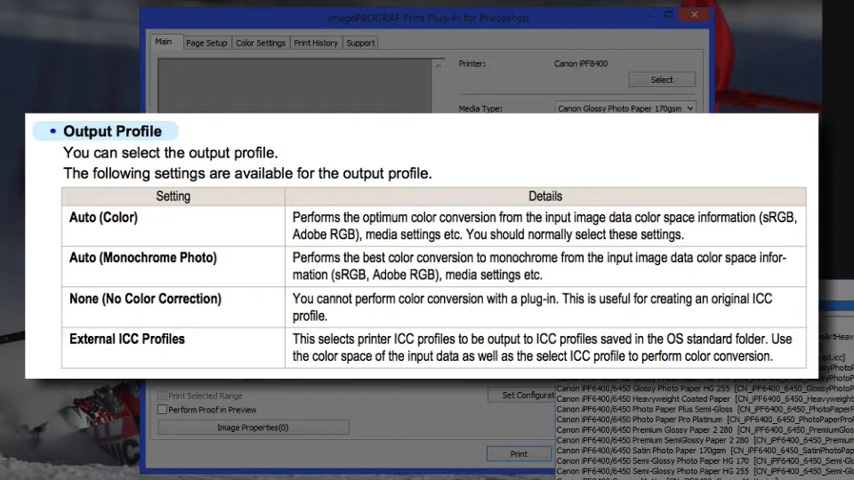 imagePROGRAF Print Plug-In for Photoshop
Main
Page Setup
Color Settings
Print History
Support
Printer:
Canon iPF8400
Select
Media Type:
Canon Glossy Photo Paper 170gsm
• Output Profile
You can select the output profile.
The following settings are available for the output profile.
Setting
Details
Auto (Color)
Performs the optimum color conversion from the input image data color space information (sRGB,
Adobe RGB), media settings etc. You should normally select these settings.
Auto (Monochrome Photo)
Performs the best color conversion to monochrome from the input image data color space infor-
mation (sRGB, Adobe RGB), media settings etc.
None (No Color Correction)
You cannot perform color conversion with a plug-in. This is useful for creating an original ICC
profile.
External ICC Profiles
This selects printer ICC profiles to be output to ICC profiles saved in the OS standard folder. Use
the color space of the input data as well as the select ICC profile to perform color conversion.
Print Selected Range
Perform Proof in Preview
Image Properties(0)
Set Configurat
Print
Canon iPF6400/6450 Glossy Photo Paper HG 255 [CN_iPF6400_6450_GlossyPhotoPa
Canon iPF6400/6450 Heavyweight Coated Paper [CN_iPF6400_6450_Heavyweight
Canon iPF6400/6450 Photo Paper Plus Semi-Gloss [CN_iPF6400_6450_PhotoPape
Canon iPF6400/6450 Photo Paper Pro Platinum [CN_iPF6400_6450_PhotoPaperPr
Canon iPF6400/6450 Premium Glossy Paper 2 280 [CN_iPF6400_6450_PremiumGlos
Canon iPF6400/6450 Premium SemiGlossy Paper 2 280 [CN_iPF6400_6450_Premiu
Canon iPF6400/6450 Satin Photo Paper 170gsm [CN_iPF6400_6450_SatinPhotoPap
Canon iPF6400/6450 Semi-Glossy Photo Paper HG 170 [CN_iPF6400_6450_Semi-G
Canon iPF6400/6450 Semi-Glossy Photo Paper HG 255 [CN_iPF6400_6450_Semi-G